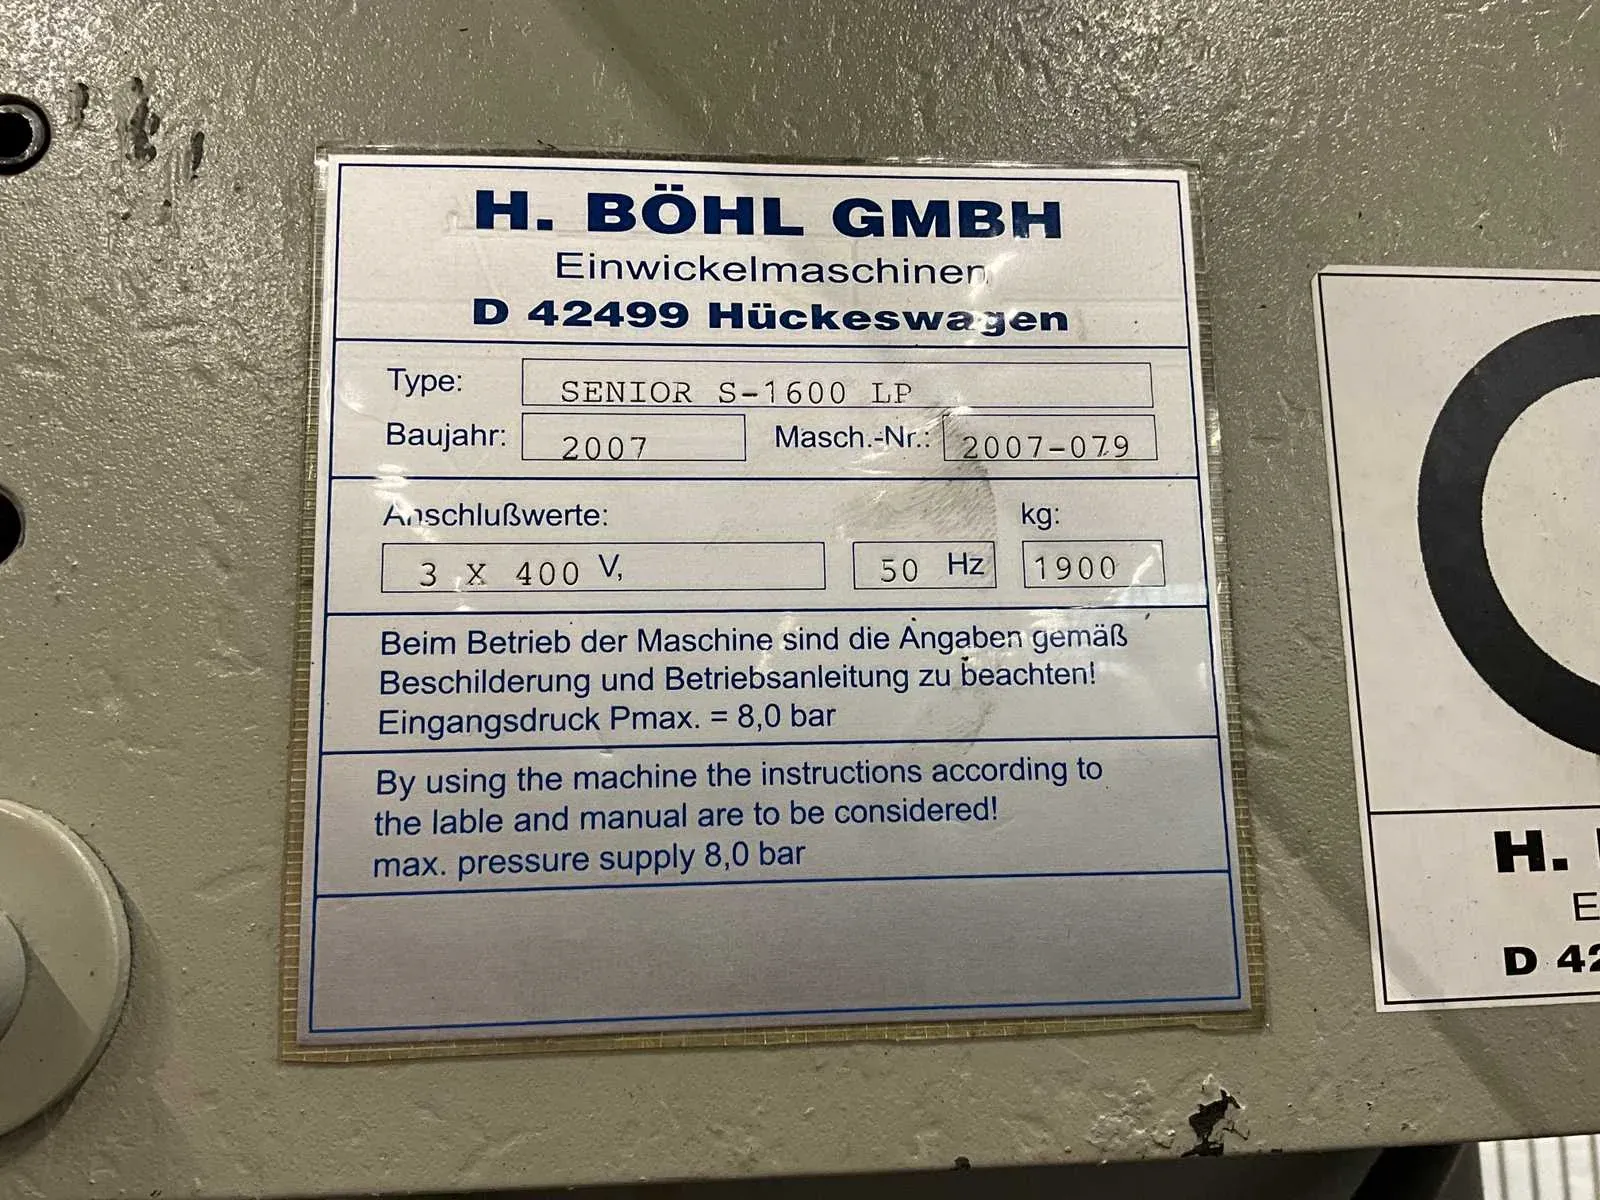 H. BÖHL GMBH
Einwickelmaschinen
D 42499 Hückeswagen
Type: SENIOR S-1600 LP
Baujahr: 2007 Masch.-Nr.: 2007-079
Anschlußwerte: kg:
3 X 400 V, 50 Hz 1900
Beim Betrieb der Maschine sind die Angaben gemäß
Beschilderung und Betriebsanleitung zu beachten!
Eingangsdruck Pmax. = 8,0 bar
By using the machine the instructions according to
the lable and manual are to be considered!
max. pressure supply 8,0 bar
H.
E
D 42